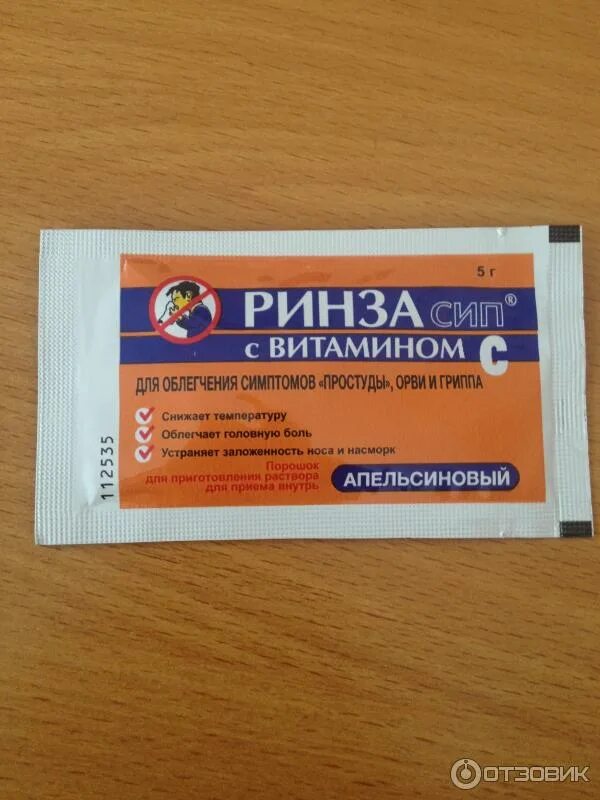 5 г
РИНЗА СИП®
с ВИТАМИНОМ C
ДЛЯ ОБЛЕГЧЕНИЯ СИМПТОМОВ «ПРОСТУДЫ», ОРВИ И ГРИППА
Снижает температуру
Облегчает головную боль
Устраняет заложенность носа и насморк
Порошок
для приготовления раствора
для приема внутрь
АПЕЛЬСИНОВЫЙ
112535
ОТЗОВИК